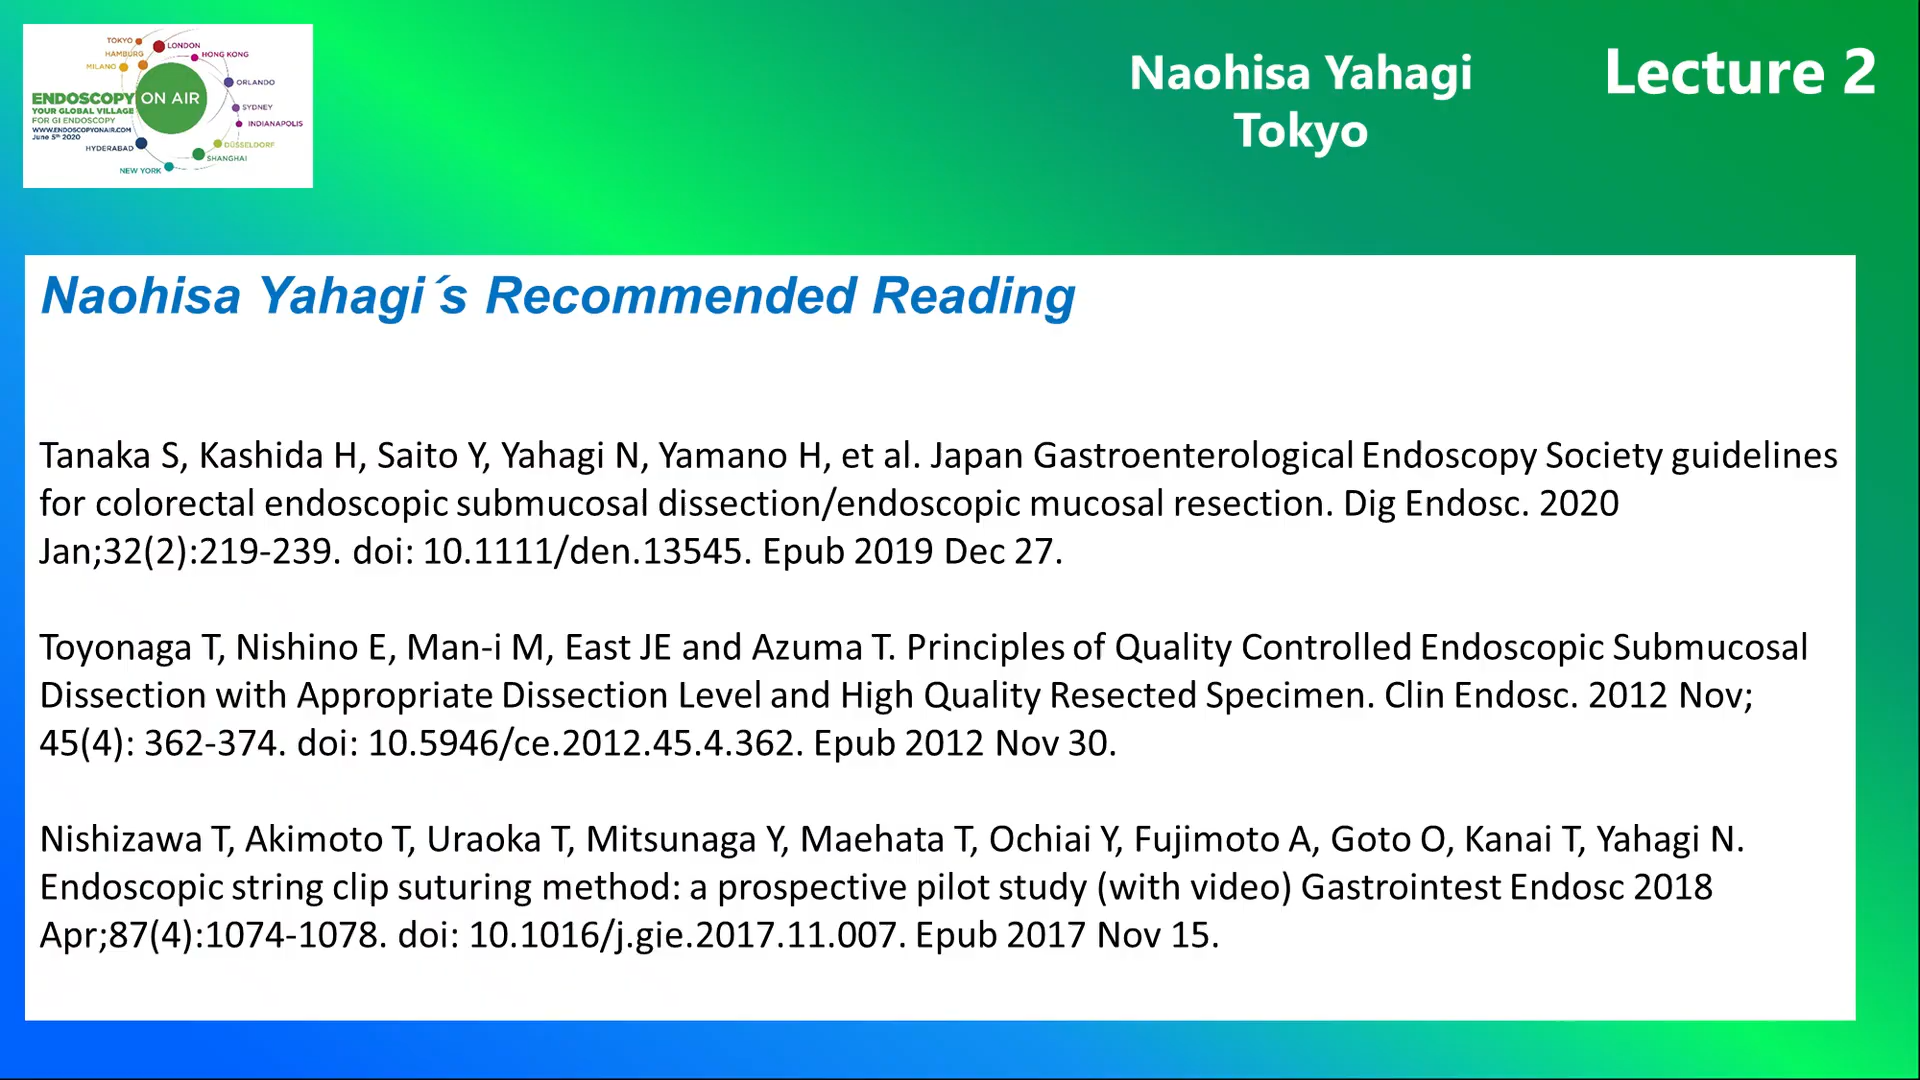 TOKYO
LONDON
HAMBURG
HONG KONG
MILANO
ORLANDO
ENDOSCOPY ON AIR
YOUR GLOBAL VILLAGE
FOR GI ENDOSCOPY
WWW.ENDOSCOPYONAIR.COM
June 5th 2020
SYDNEY
INDIANAPOLIS
HYDERABAD
DÜSSELDORF
SHANGHAI
NEW YORK
Naohisa Yahagi
Tokyo
Lecture 2
Naohisa Yahagi´s Recommended Reading
Tanaka S, Kashida H, Saito Y, Yahagi N, Yamano H, et al. Japan Gastroenterological Endoscopy Society guidelines
for colorectal endoscopic submucosal dissection/endoscopic mucosal resection. Dig Endosc. 2020
Jan;32(2):219-239. doi: 10.1111/den.13545. Epub 2019 Dec 27.
Toyonaga T, Nishino E, Man-i M, East JE and Azuma T. Principles of Quality Controlled Endoscopic Submucosal
Dissection with Appropriate Dissection Level and High Quality Resected Specimen. Clin Endosc. 2012 Nov;
45(4): 362-374. doi: 10.5946/ce.2012.45.4.362. Epub 2012 Nov 30.
Nishizawa T, Akimoto T, Uraoka T, Mitsunaga Y, Maehata T, Ochiai Y, Fujimoto A, Goto O, Kanai T, Yahagi N.
Endoscopic string clip suturing method: a prospective pilot study (with video) Gastrointest Endosc 2018
Apr;87(4):1074-1078. doi: 10.1016/j.gie.2017.11.007. Epub 2017 Nov 15.